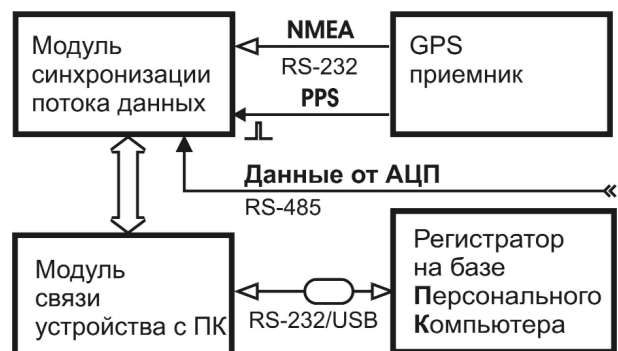 Модуль
синхронизации
потока данных
NMEA
RS-232
PPS
GPS
приемник
Данные от АЦП
RS-485
Модуль
связи
устройства с ПК
RS-232/USB
Регистратор
на базе
Персонального
Компьютера